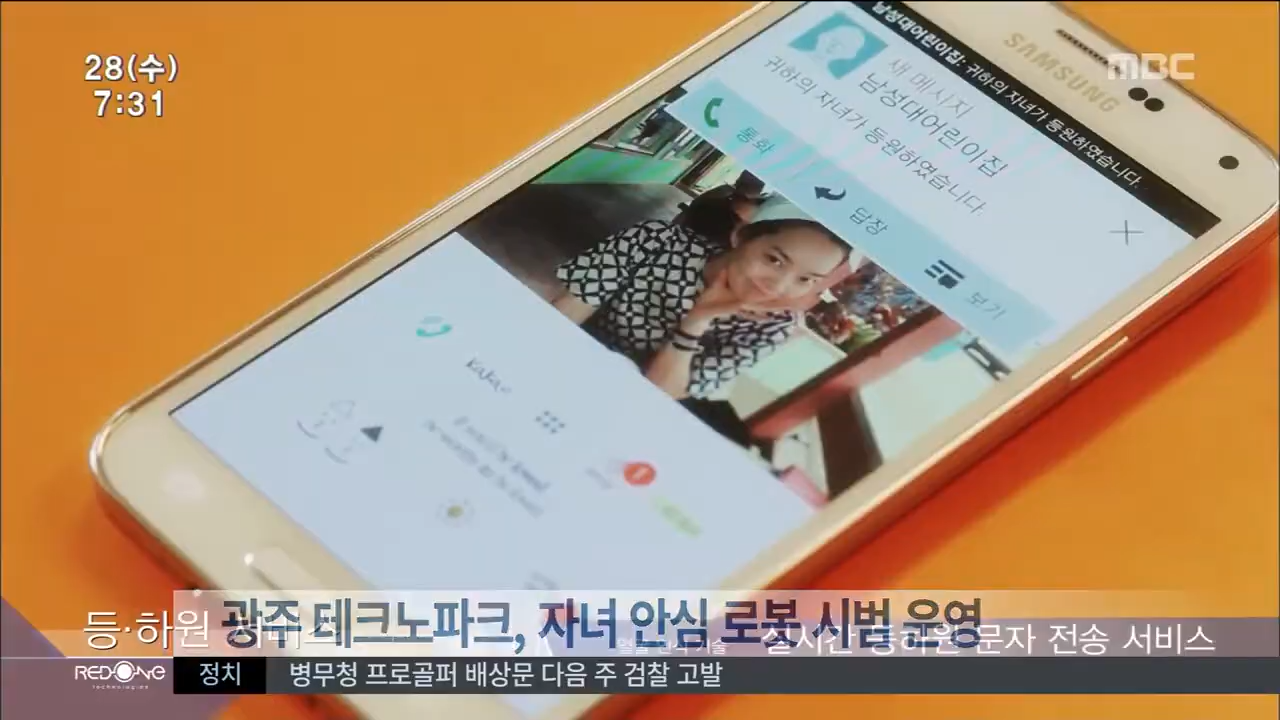 28(수)
7:31
MBC
SAMSUNG
남성대어린이집: 귀하의 자녀가 등원하였습니다.
새 메시지
남성대어린이집
귀하의 자녀가 등원하였습니다.
통화
답장
보기
등·하원
광주 테크노파크, 자녀 안심 로봇 시범 운영
실시간 등하원 문자 전송 서비스
REDONE
technologies
정치
병무청 프로골퍼 배상문 다음 주 검찰 고발